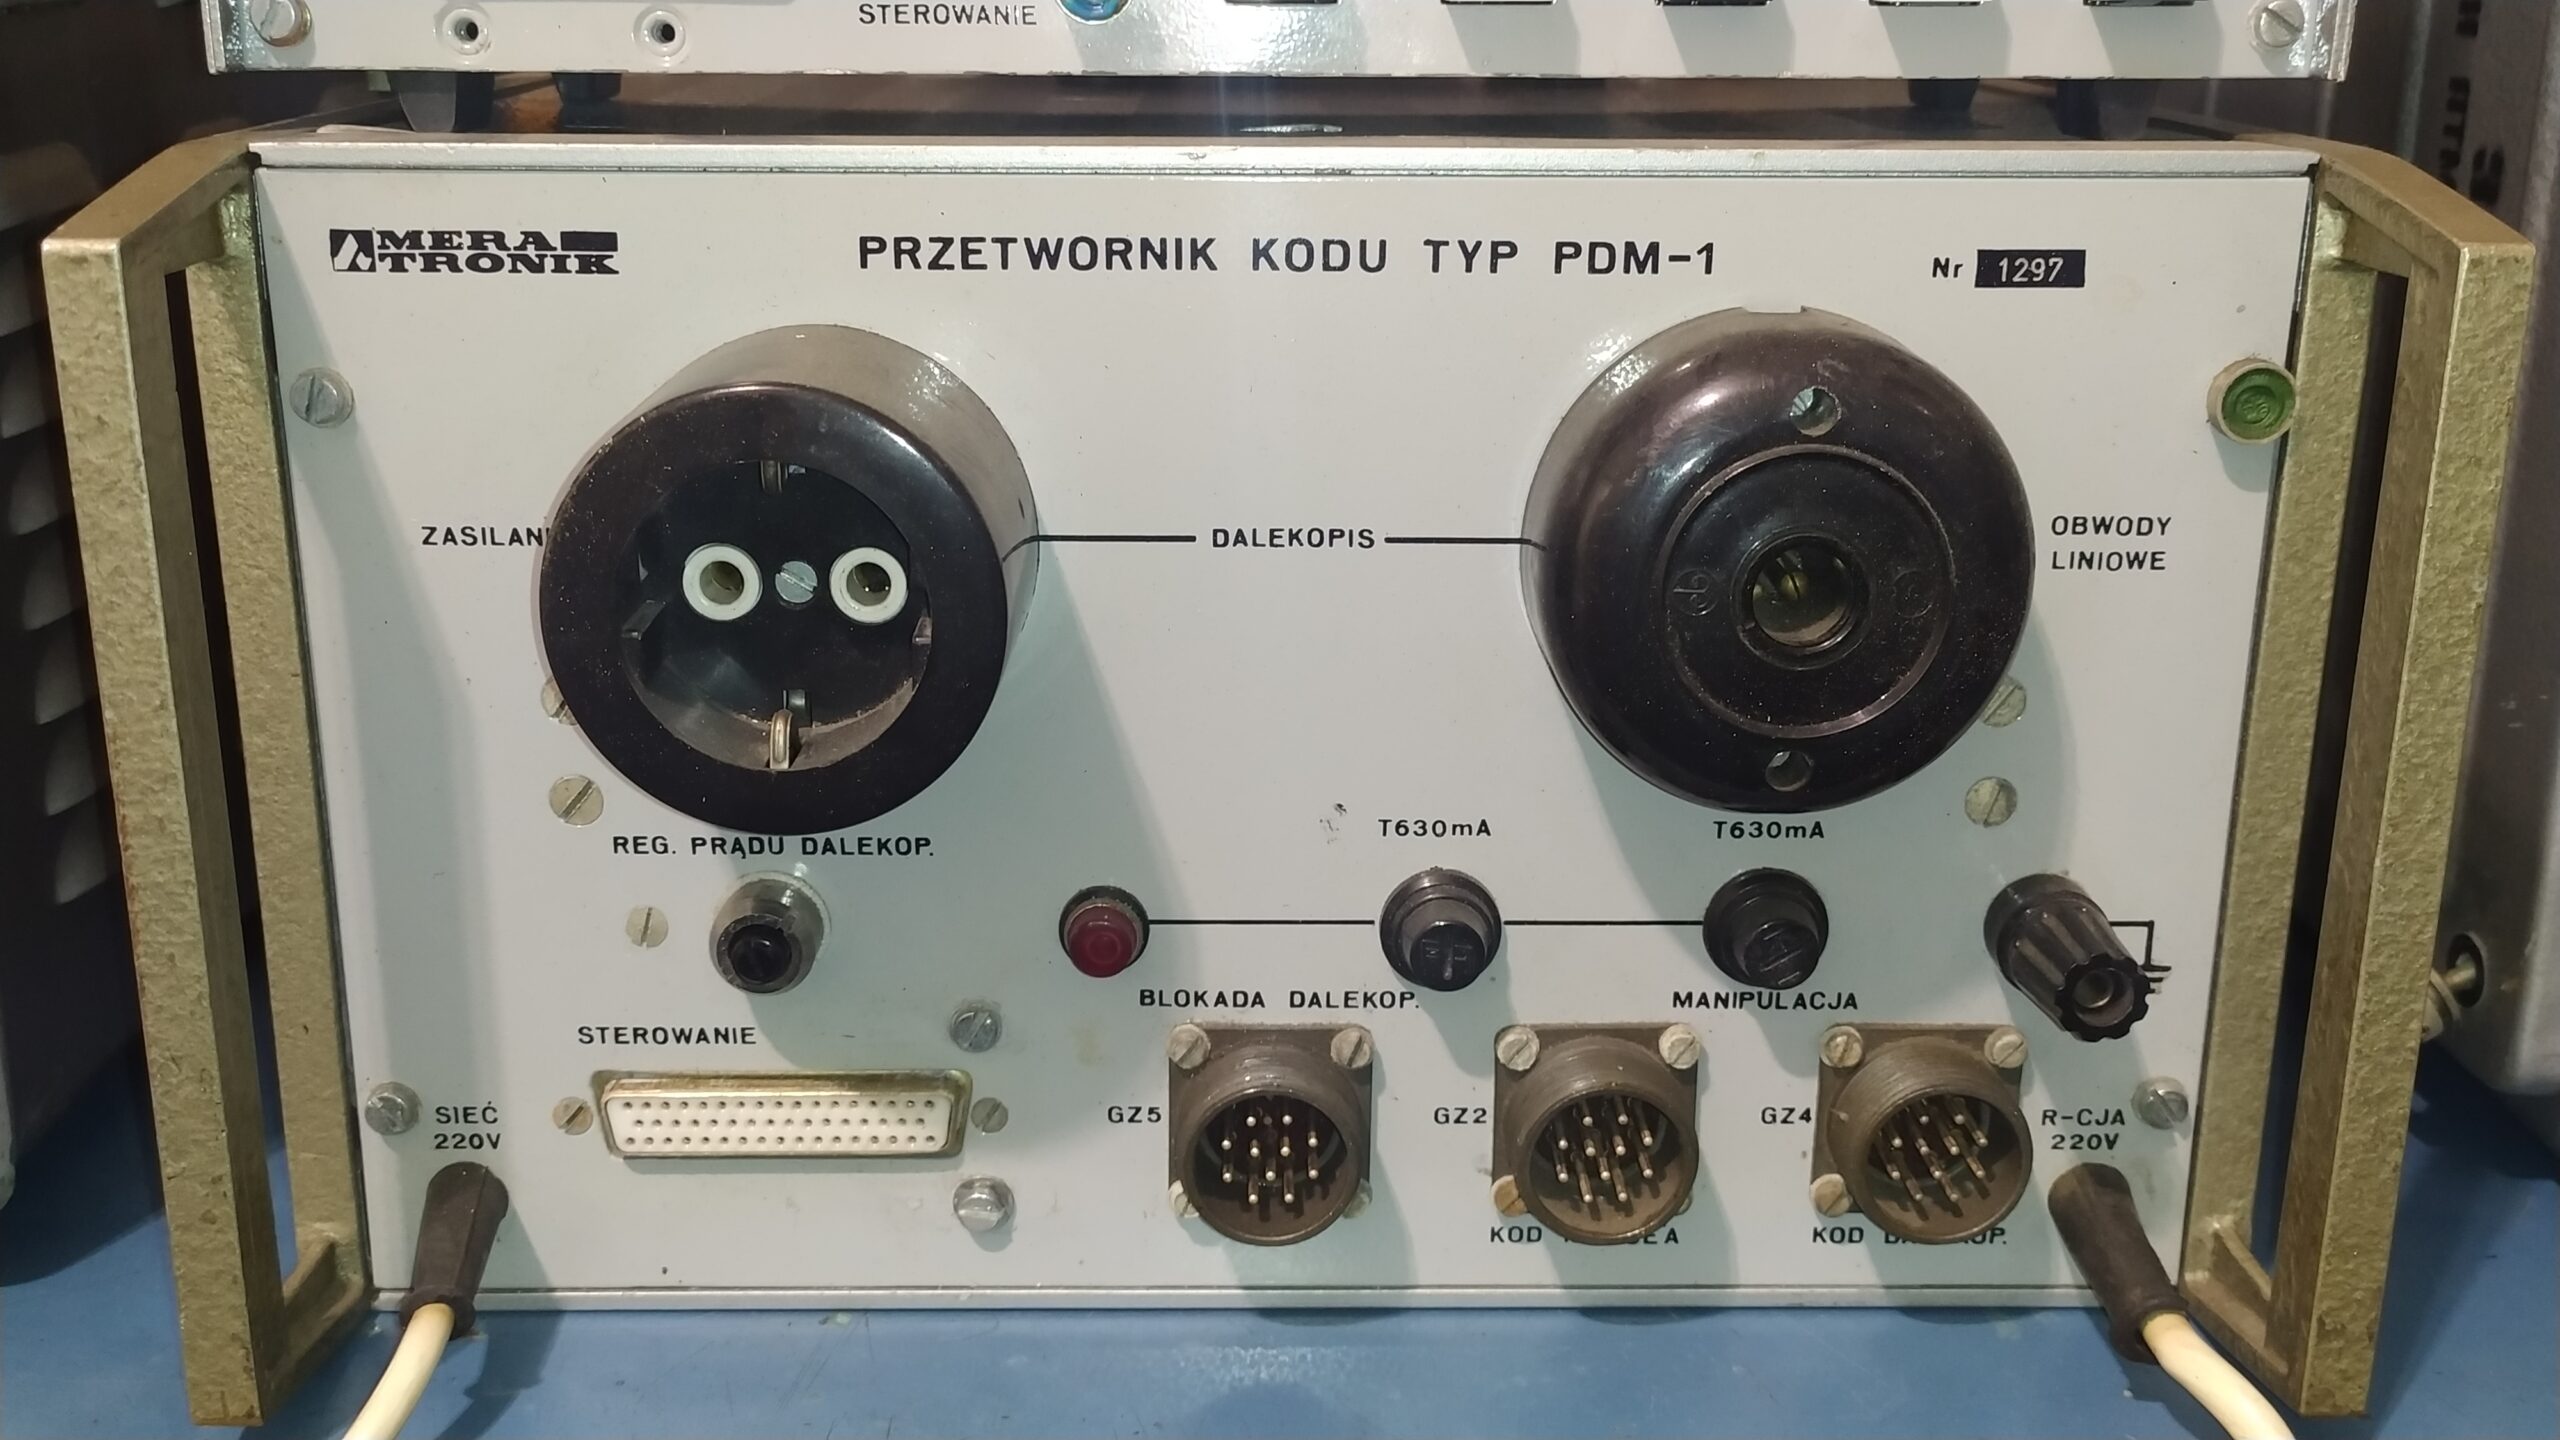 STEROWANIE
MERA
TRONIK
PRZETWORNIK KODU TYP PDM-1
Nr 1297
DALEKOPIS
OBWODY
LINIOWE
T630mA
T630mA
REG. PRĄDU DALEKOP.
BLOKADA DALEKOP.
MANIPULACJA
STEROWANIE
SIEĆ
220V
GZ5
GZ2
GZ4
R-CJA
220V
KOD
KOD